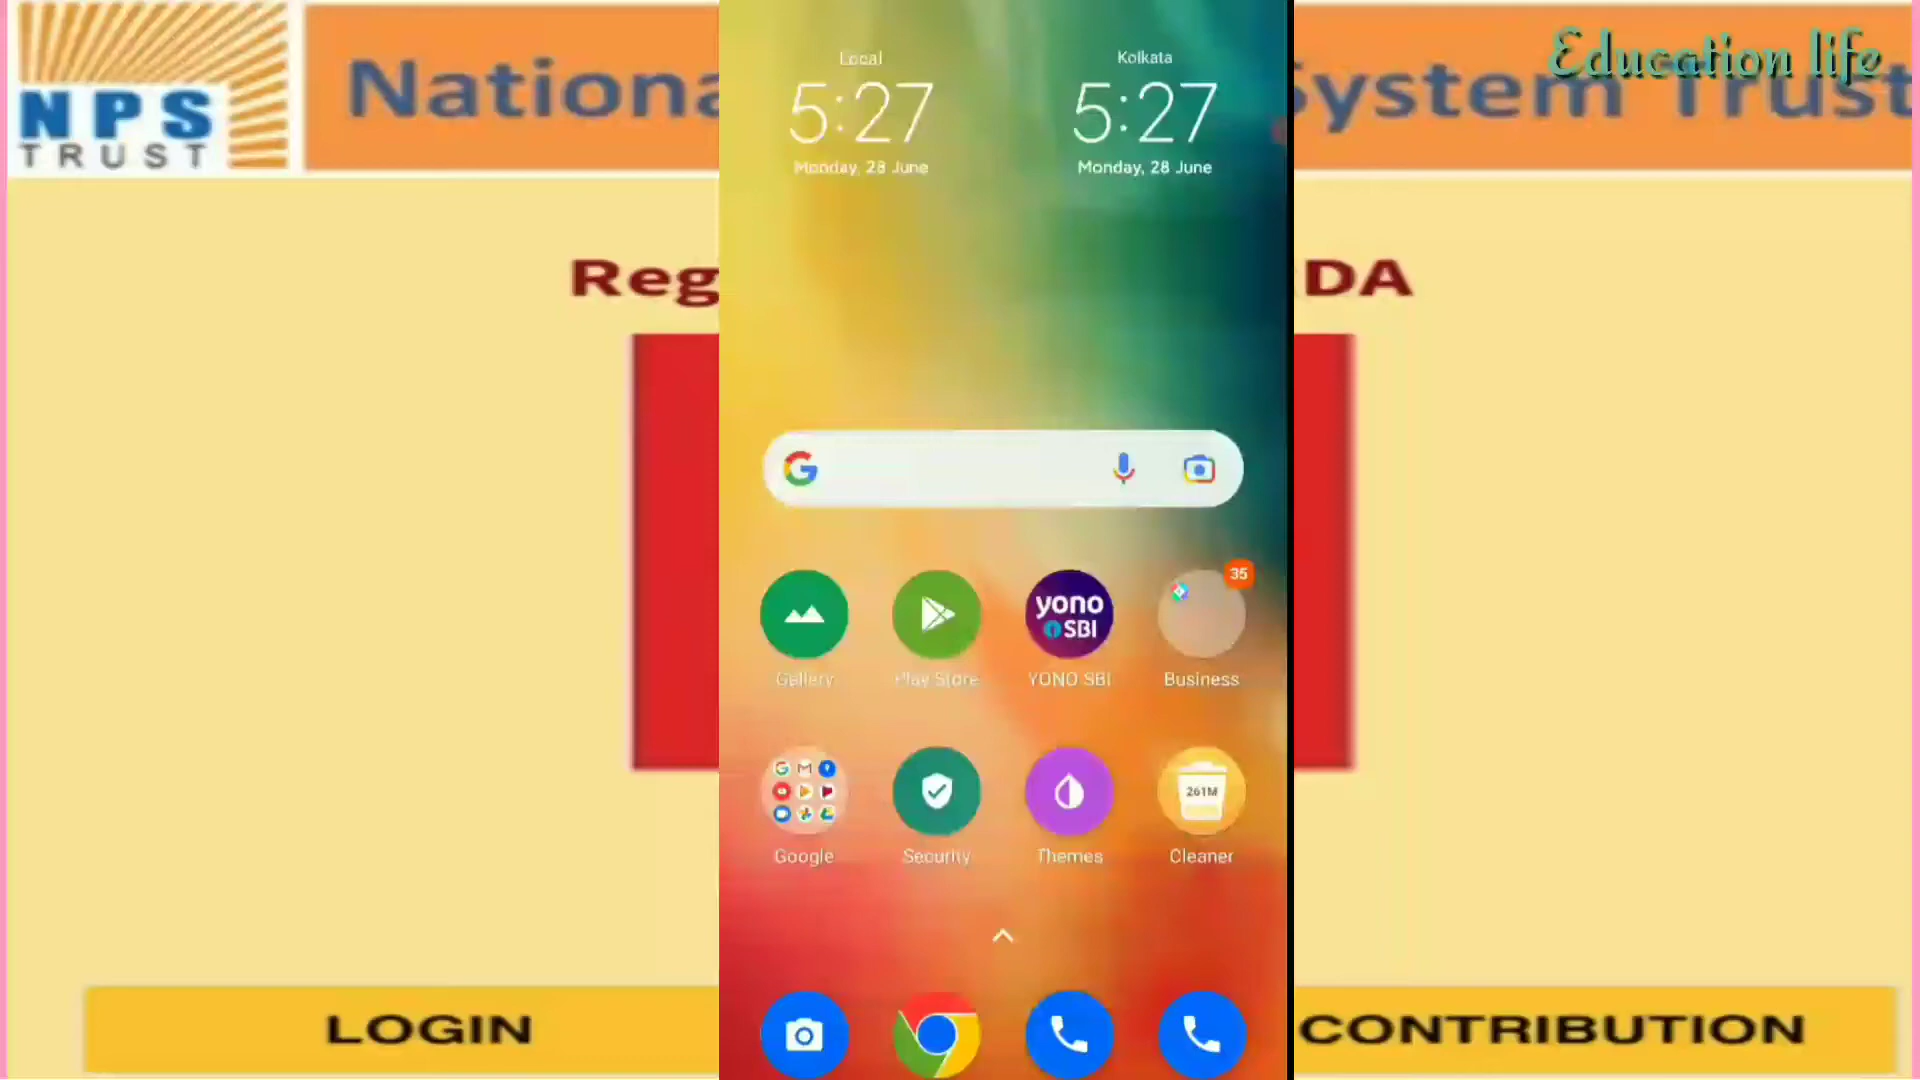 NPS
TRUST
Nationa
System Trust
Education life
Local
5:27
Monday, 28 June
Kolkata
5:27
Monday, 28 June
Reg
DA
35
yono
SBI
Gallery
Play Store
YONO SBI
Business
261M
Google
Security
Themes
Cleaner
LOGIN
CONTRIBUTION